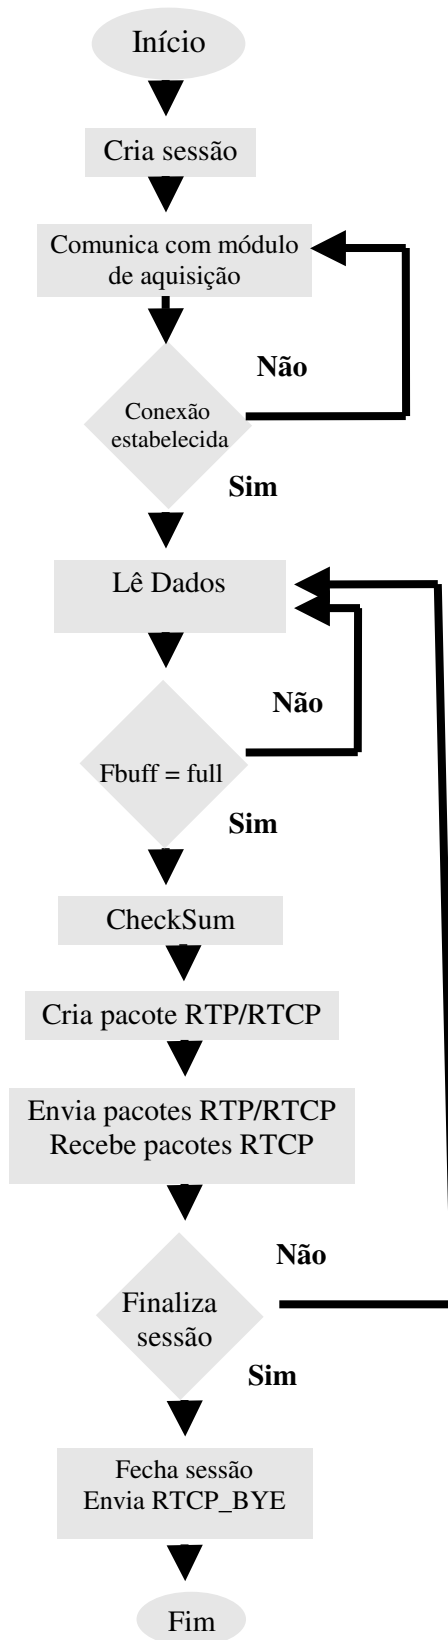 Início
Cria sessão
Comunica com módulo
de aquisição
Não
Conexão
estabelecida
Sim
Lê Dados
Não
Fbuff = full
Sim
CheckSum
Cria pacote RTP/RTCP
Envia pacotes RTP/RTCP
Recebe pacotes RTCP
Não
Finaliza
sessão
Sim
Fecha sessão
Envia RTCP_BYE
Fim